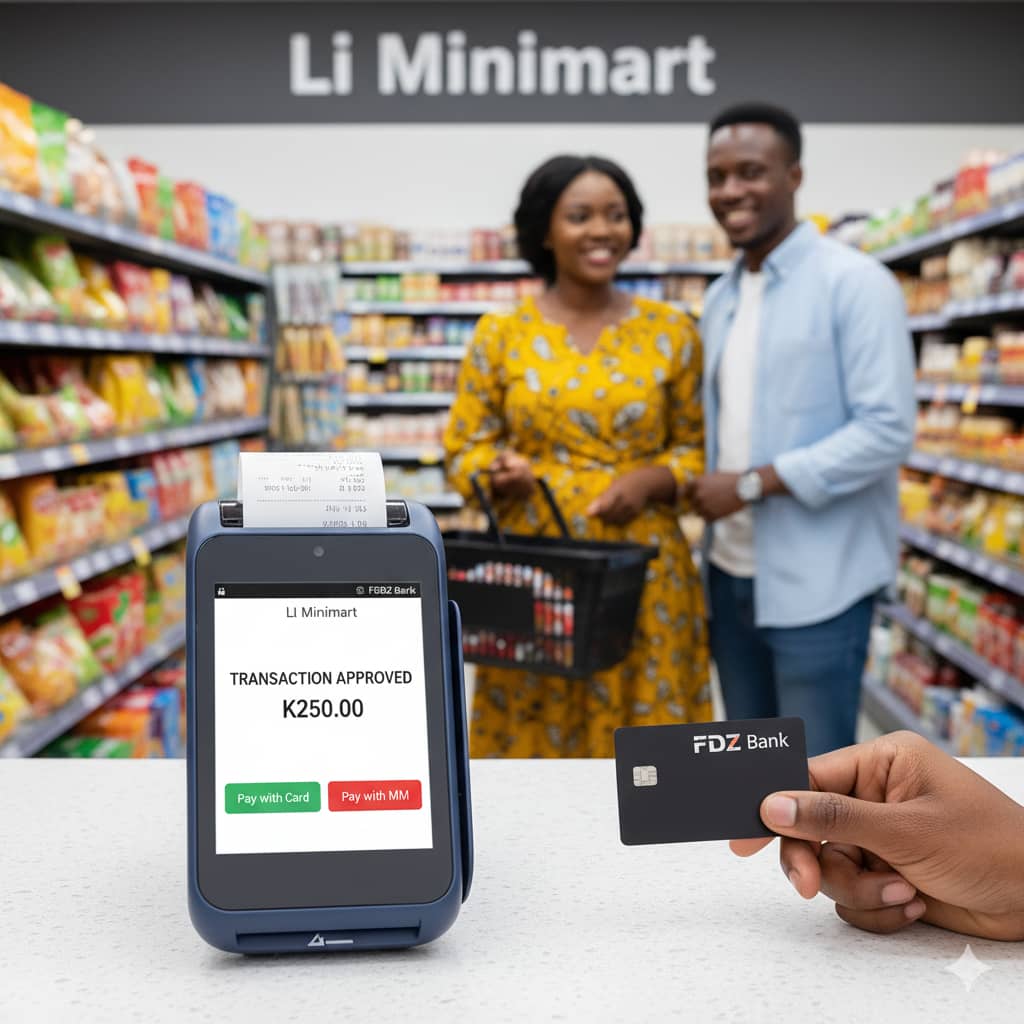 Li Minimart
FGBZ Bank
LI Minimart
TRANSACTION APPROVED
K250.00
Pay with Card
Pay with MM
FDZ Bank